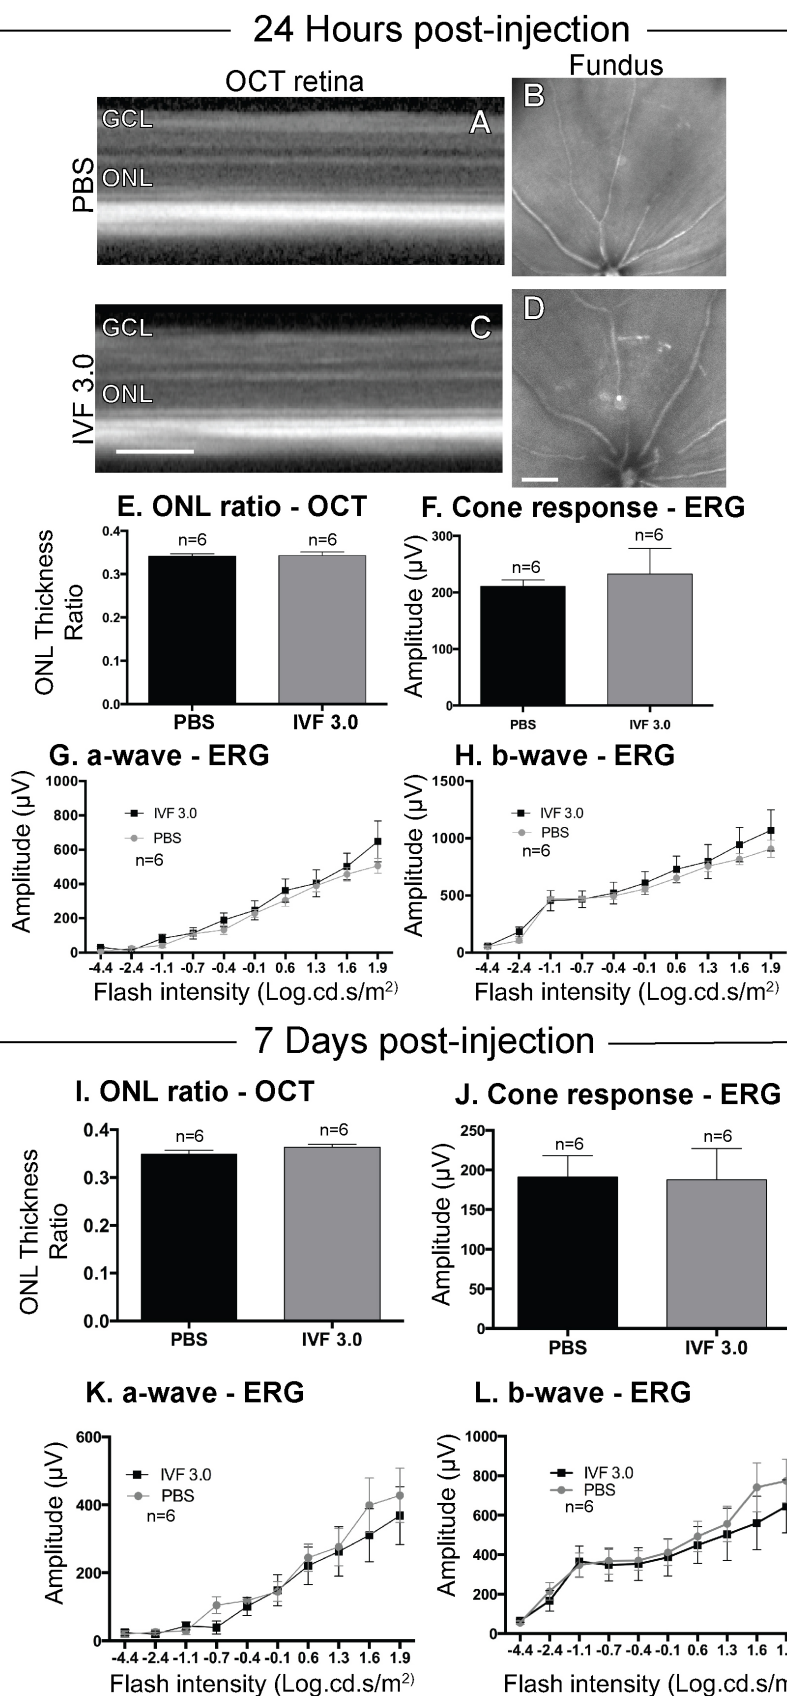 24 Hours post-injection
OCT retina
Fundus
PBS
GCL
ONL
A
B
IVF 3.0
GCL
ONL
C
D
E. ONL ratio - OCT
ONL Thickness
Ratio
0.4
0.3
0.2
0.1
0.0
n=6
n=6
PBS
IVF 3.0
F. Cone response - ERG
Amplitude (µV)
300
200
100
0
n=6
n=6
PBS
IVF 3.0
G. a-wave - ERG
Amplitude (µV)
1000
800
600
400
200
0
IVF 3.0
PBS
n=6
-4.4 -2.4 -1.1 -0.7 -0.4 -0.1 0.6 1.3 1.6 1.9
Flash intensity (Log.cd.s/m²)
H. b-wave - ERG
Amplitude (µV)
1500
1000
500
0
IVF 3.0
PBS
n=6
-4.4 -2.4 -1.1 -0.7 -0.4 -0.1 0.6 1.3 1.6 1.9
Flash intensity (Log.cd.s/m²)
7 Days post-injection
I. ONL ratio - OCT
ONL Thickness
Ratio
0.4
0.3
0.2
0.1
0.0
n=6
n=6
PBS
IVF 3.0
J. Cone response - ERG
Amplitude (µV)
250
200
150
100
50
0
n=6
n=6
PBS
IVF 3.0
K. a-wave - ERG
Amplitude (µV)
600
400
200
0
IVF 3.0
PBS
n=6
-4.4 -2.4 -1.1 -0.7 -0.4 -0.1 0.6 1.3 1.6 1.9
Flash intensity (Log.cd.s/m²)
L. b-wave - ERG
Amplitude (µV)
1000
800
600
400
200
0
IVF 3.0
PBS
n=6
-4.4 -2.4 -1.1 -0.7 -0.4 -0.1 0.6 1.3 1.6
Flash intensity (Log.cd.s/m